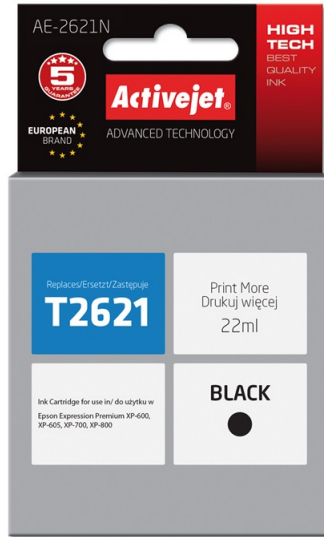 AE-2621N
HIGH
TECH
BEST
QUALITY
INK
5
YEARS
GUARANTEE
Activejet®
EUROPEAN
BRAND
ADVANCED TECHNOLOGY
Replaces/Ersetzt/Zastępuje
T2621
Print More
Drukuj więcej
22ml
Ink Cartridge for use in/ do użytku w
Epson Expression Premium XP-600,
XP-605, XP-700, XP-800
BLACK